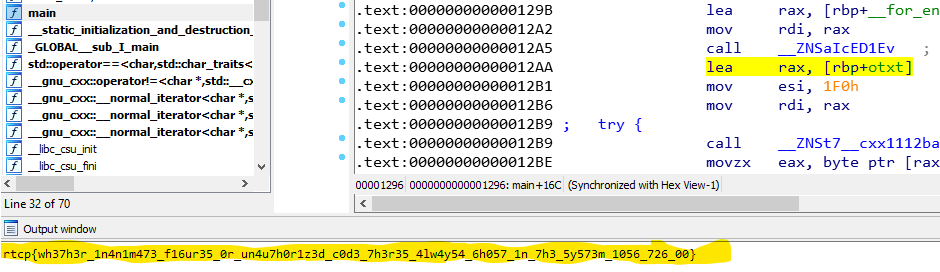 main
__static_initialization_and_destruction_
_GLOBAL__sub_I_main
std::operator==<char,std::char_traits<
__gnu_cxx::operator!=<char *,std::__c
__gnu_cxx::__normal_iterator<char *,s
__gnu_cxx::__normal_iterator<char *,s
__gnu_cxx::__normal_iterator<char *,s
__libc_csu_init
__libc_csu_fini
Line 32 of 70
.text:000000000000129B lea rax, [rbp+__for_en
.text:00000000000012A2 mov rdi, rax
.text:00000000000012A5 call __ZNSaIcED1Ev ;
.text:00000000000012AA lea rax, [rbp+otxt]
.text:00000000000012B1 mov esi, 1F0h
.text:00000000000012B6 mov rdi, rax
.text:00000000000012B9 ; try {
.text:00000000000012B9 call __ZNSt7__cxx1112ba
.text:00000000000012BE movzx eax, byte ptr [rax
00001296 0000000000001296: main+16C (Synchronized with Hex View-1)
Output window
rtcp{wh37h3r_1n4n1m473_f16ur35_0r_un4u7h0r1z3d_c0d3_7h3r35_4lw4y54_6h057_1n_7h3_5y573m_1056_726_00}